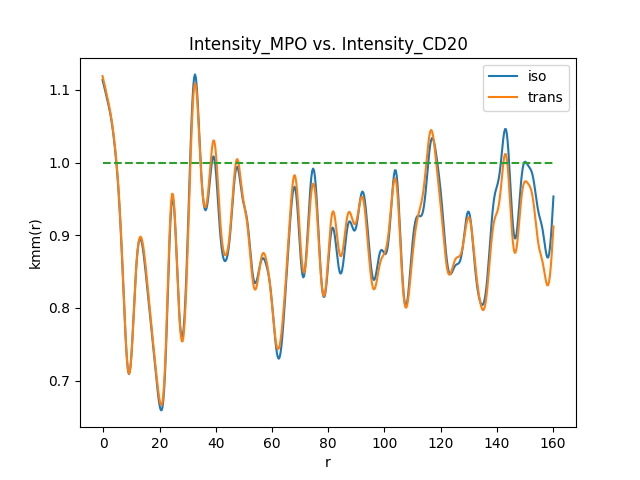 Intensity_MPO vs. Intensity_CD20
iso
trans
1.1
1.0
0.9
0.8
0.7
kmm(r)
0 20 40 60 80 100 120 140 160
r